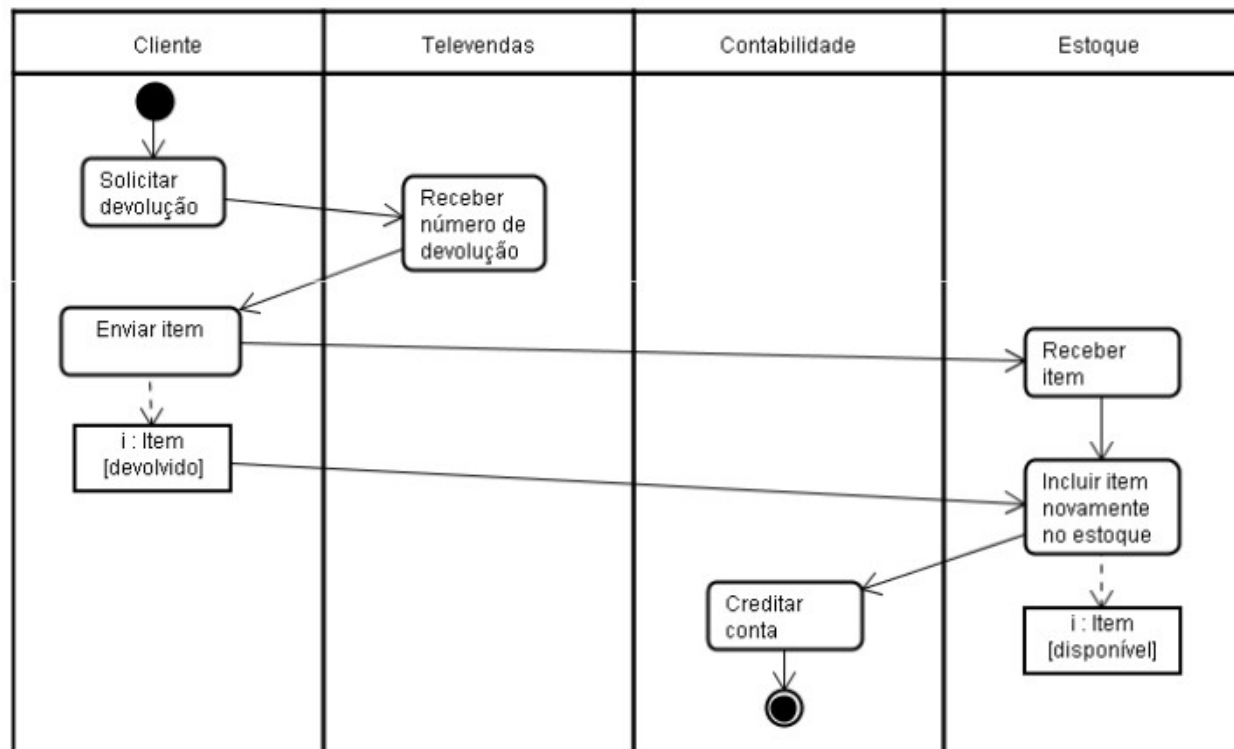 Cliente
Televendas
Contabilidade
Estoque
Solicitar
devolução
Receber
número de
devolução
Enviar item
Receber
item
i : Item
[devolvido]
Incluir item
novamente
no estoque
Creditar
conta
i : Item
[disponível]